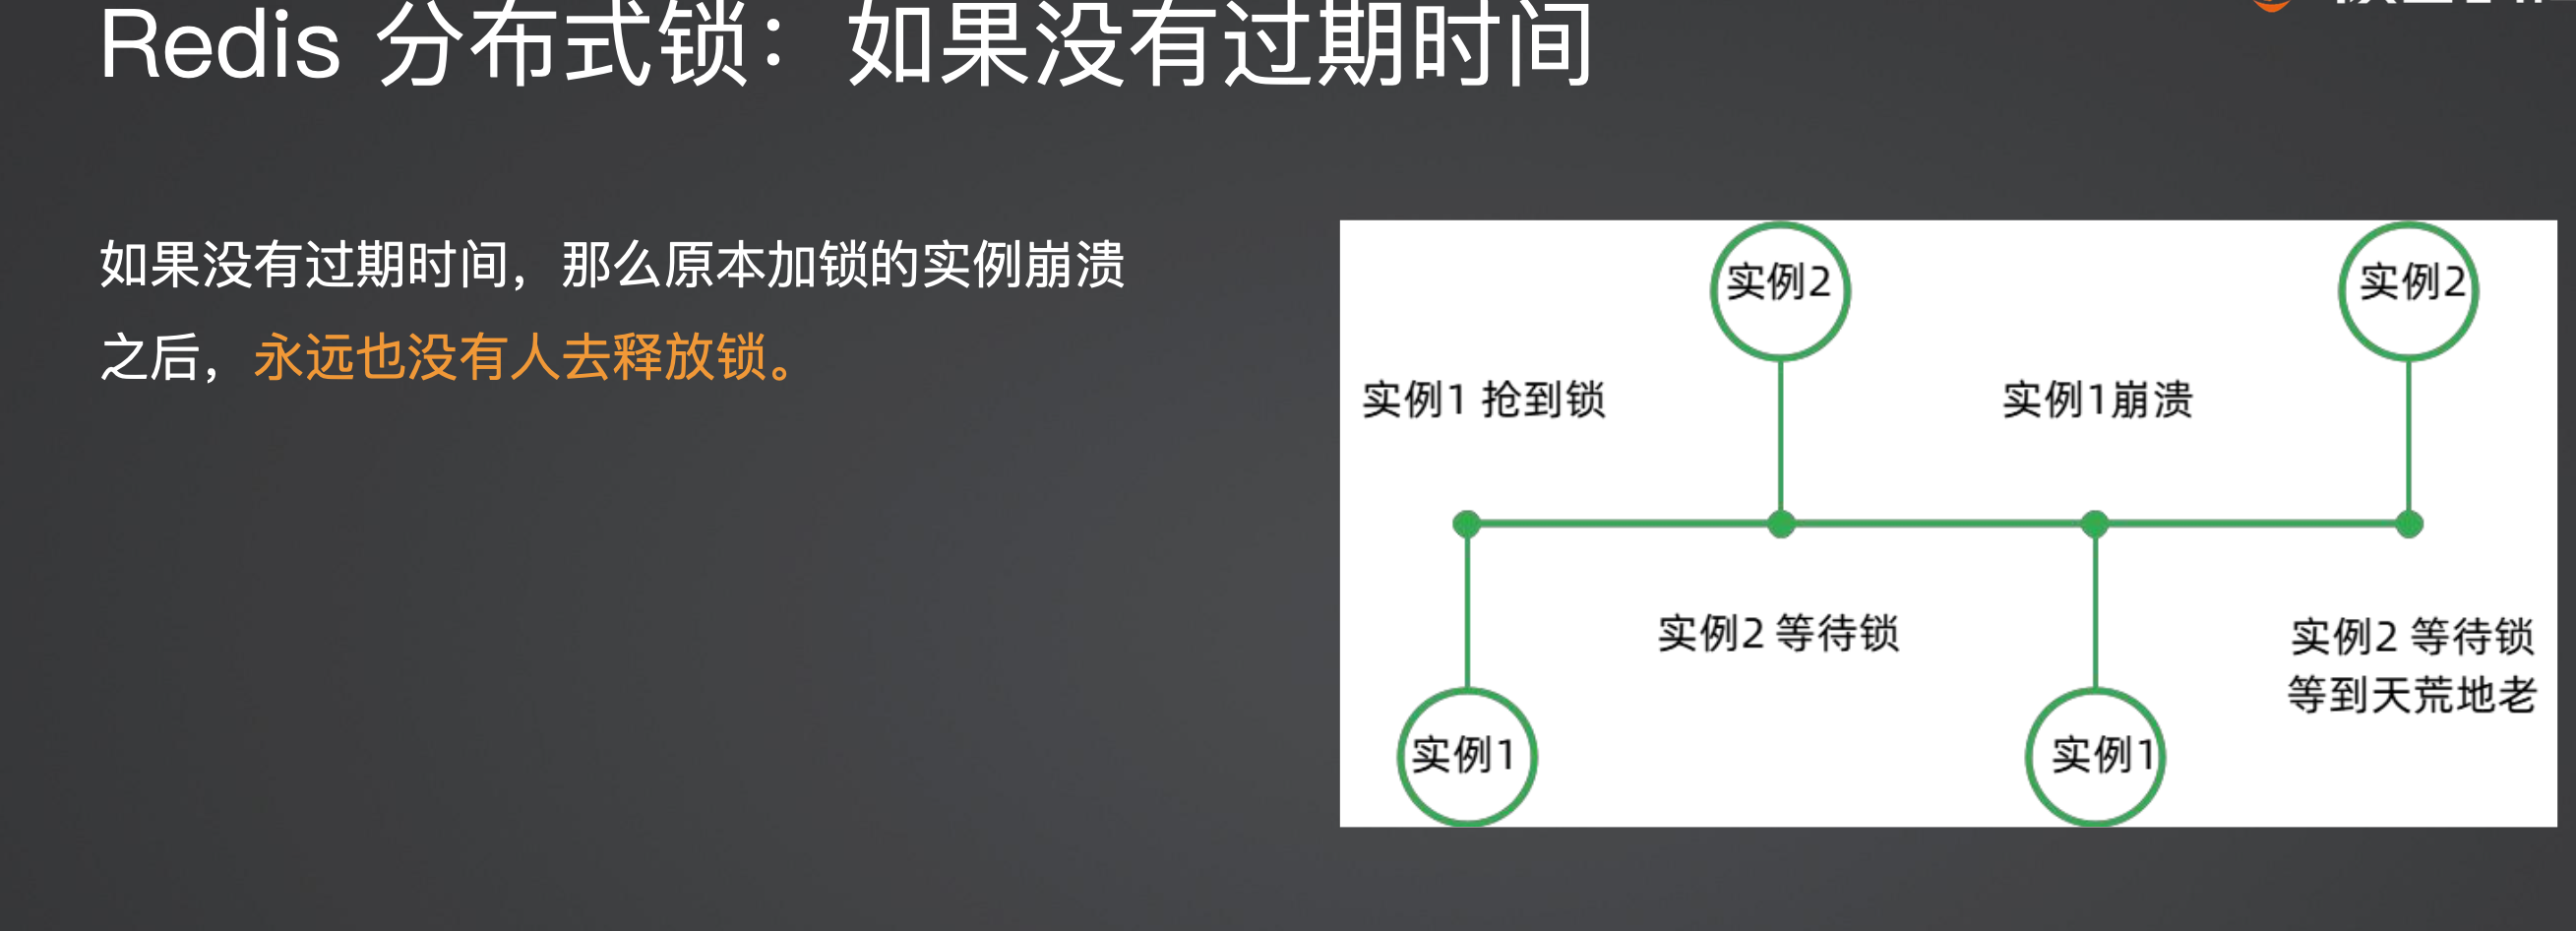 Redis 分布式锁：如果没有过期时间
如果没有过期时间，那么原本加锁的实例崩溃
之后，永远也没有人去释放锁。
实例2
实例2
实例1 抢到锁
实例1崩溃
实例2 等待锁
实例2 等待锁
等到天荒地老
实例1
实例1